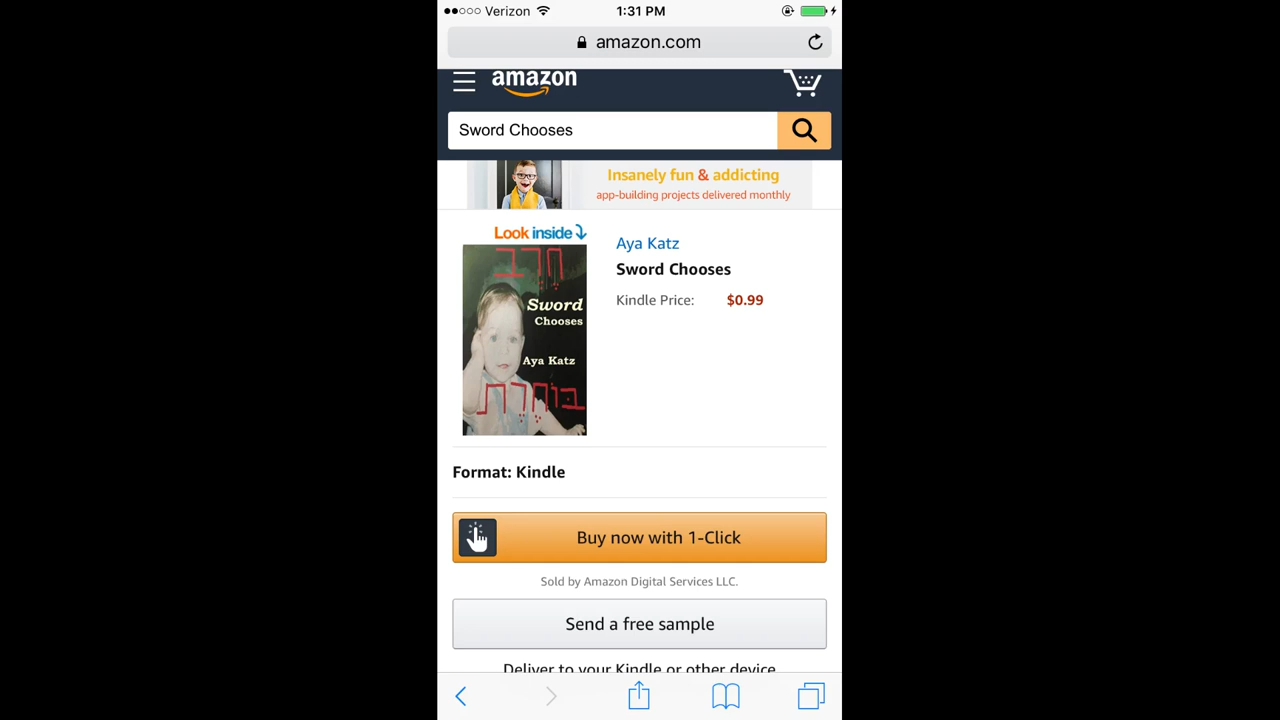 Verizon 1:31 PM
amazon.com
amazon
Sword Chooses
Insanely fun & addicting
app-building projects delivered monthly
Look inside
חרב
Sword
Chooses
Aya Katz
בוחרת
Aya Katz
Sword Chooses
Kindle Price: $0.99
Format: Kindle
Buy now with 1-Click
Sold by Amazon Digital Services LLC.
Send a free sample
Deliver to your Kindle or other device